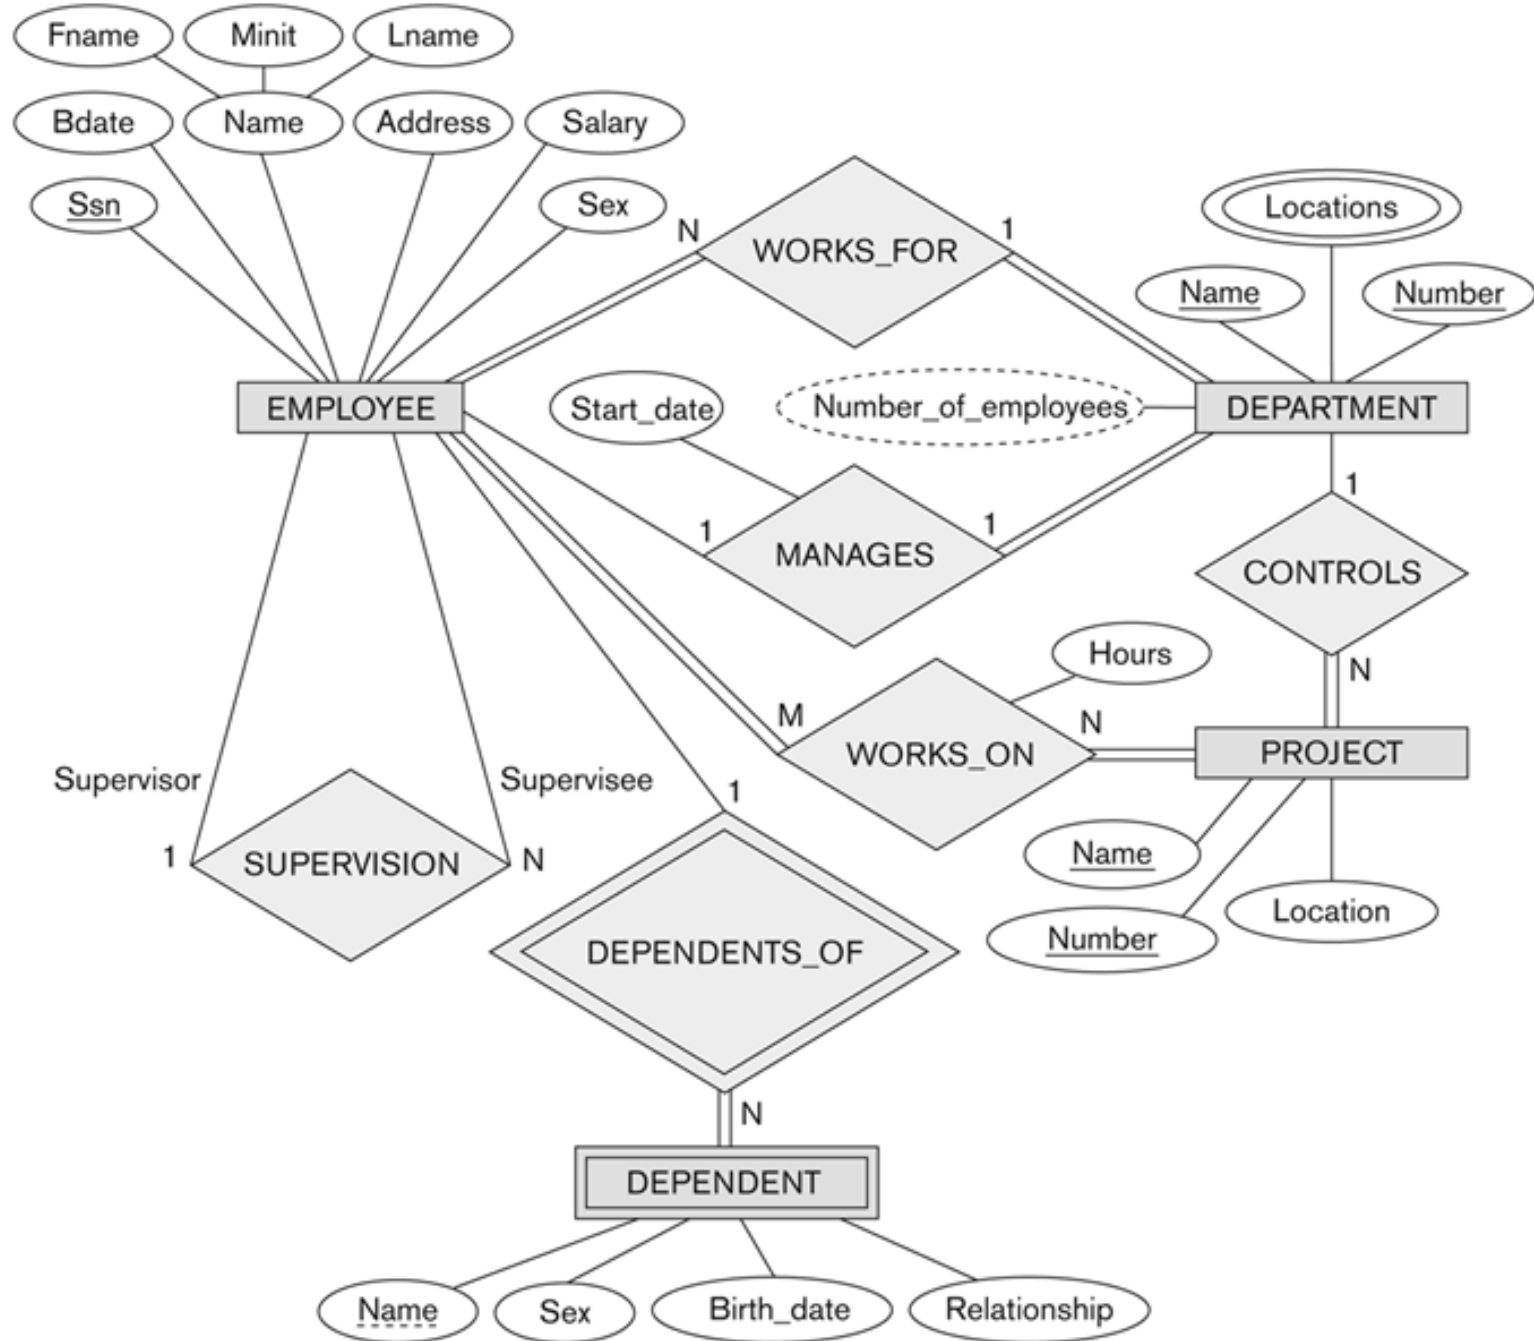 Fname
Minit
Lname
Bdate
Name
Address
Salary
Ssn
Sex
Locations
N
WORKS_FOR
1
Name
Number
EMPLOYEE
Start_date
Number_of_employees
DEPARTMENT
1
MANAGES
1
1
CONTROLS
Hours
N
M
WORKS_ON
N
PROJECT
Supervisor
Supervisee
1
1
SUPERVISION
N
Name
Number
Location
DEPENDENTS_OF
N
DEPENDENT
Name
Sex
Birth_date
Relationship